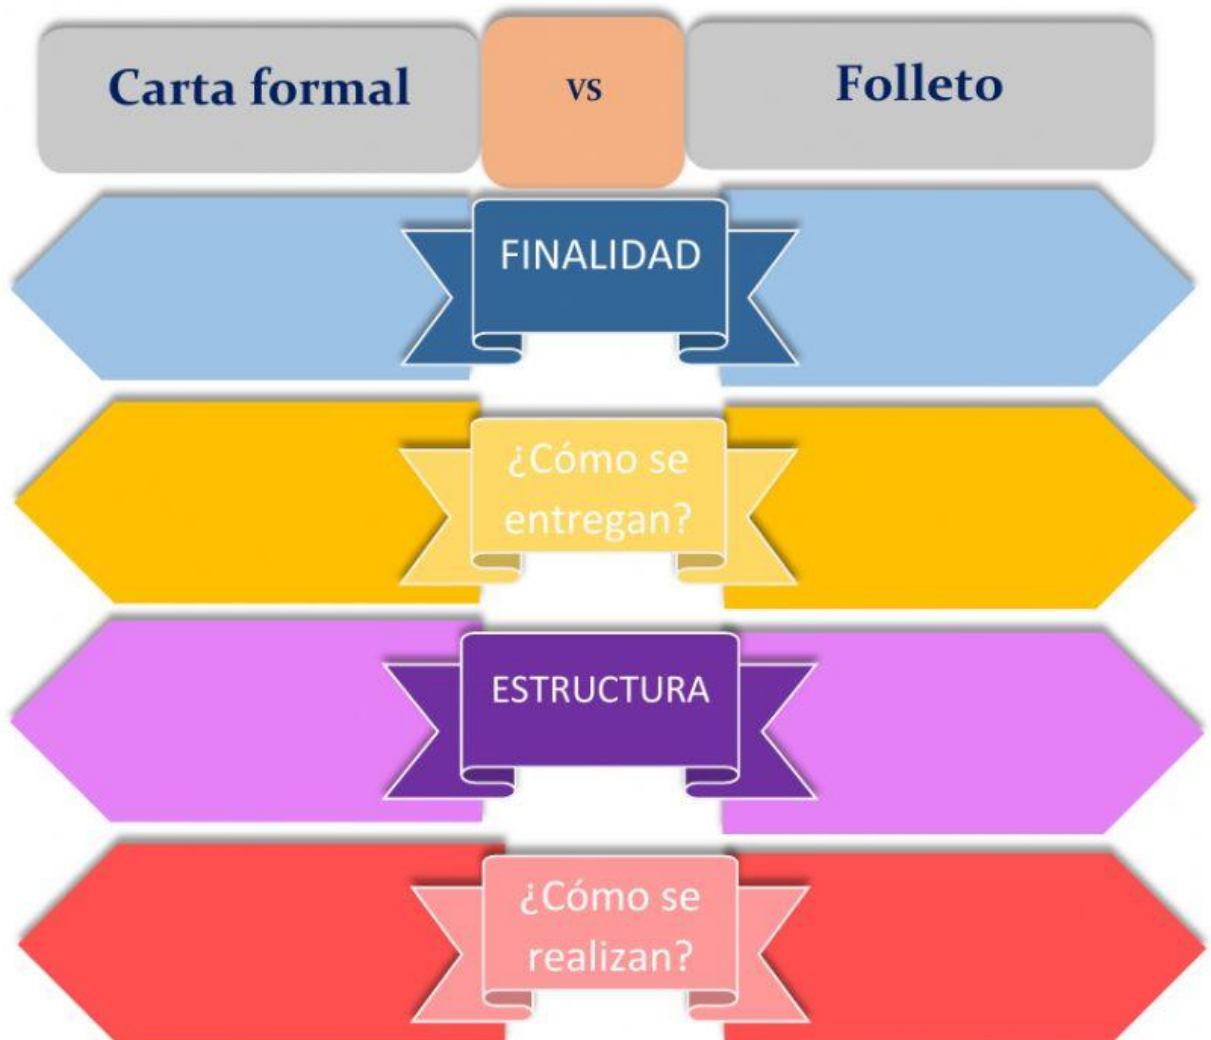 Carta formal
vs
Folleto
FINALIDAD
¿Cómo se
entregan?
ESTRUCTURA
¿Cómo se
realizan?